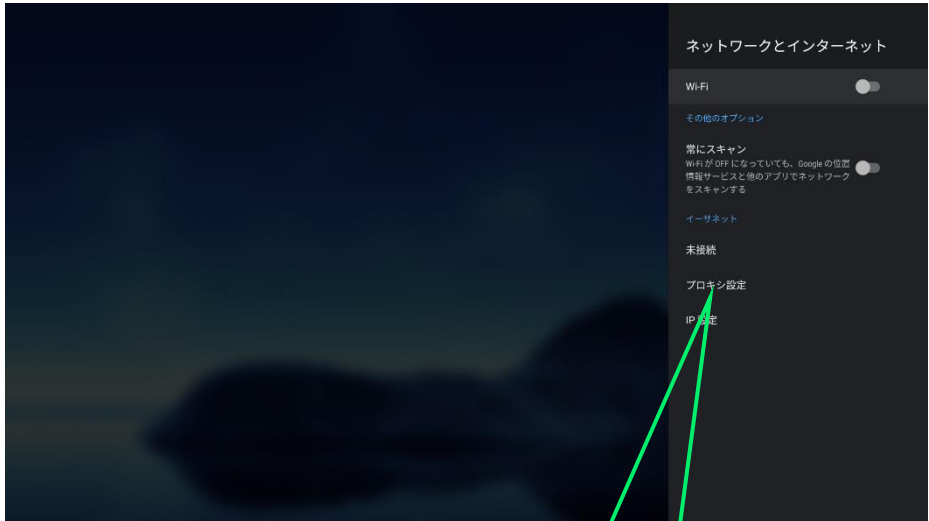 ネットワークとインターネット
Wi-Fi
その他のオプション
常にスキャン
Wi-Fi が OFF になっていても、Google の位置
情報サービスと他のアプリでネットワーク
をスキャンする
イーサネット
未接続
プロキシ設定
IP 設定